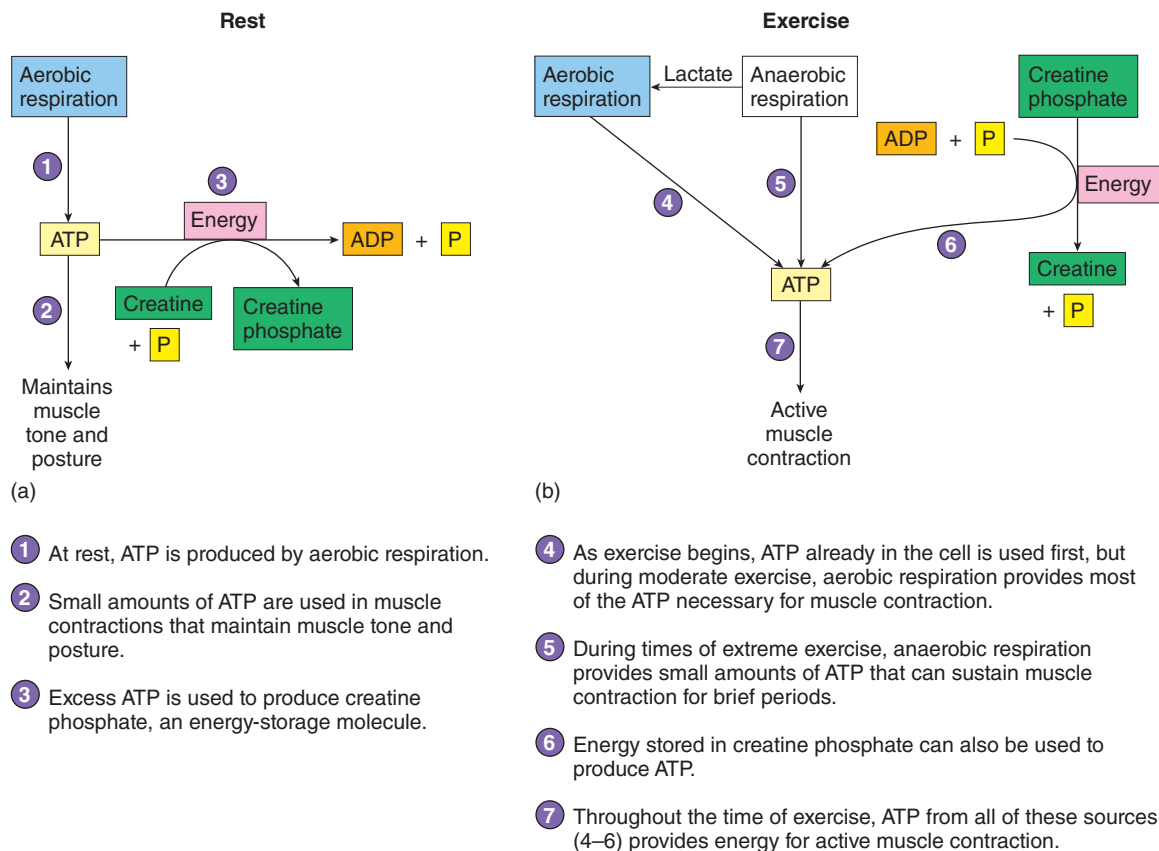 Rest
Aerobic
respiration
1
3
Energy
ATP
ADP + P
2
Creatine
+ P
Creatine
phosphate
Maintains
muscle
tone and
posture
(a)
1 At rest, ATP is produced by aerobic respiration.
2 Small amounts of ATP are used in muscle
contractions that maintain muscle tone and
posture.
3 Excess ATP is used to produce creatine
phosphate, an energy-storage molecule.
Exercise
Aerobic
respiration
Lactate
Anaerobic
respiration
Creatine
phosphate
ADP + P
Energy
4
5
6
Creatine
+ P
ATP
7
Active
muscle
contraction
(b)
4 As exercise begins, ATP already in the cell is used first, but
during moderate exercise, aerobic respiration provides most
of the ATP necessary for muscle contraction.
5 During times of extreme exercise, anaerobic respiration
provides small amounts of ATP that can sustain muscle
contraction for brief periods.
6 Energy stored in creatine phosphate can also be used to
produce ATP.
7 Throughout the time of exercise, ATP from all of these sources
(4–6) provides energy for active muscle contraction.